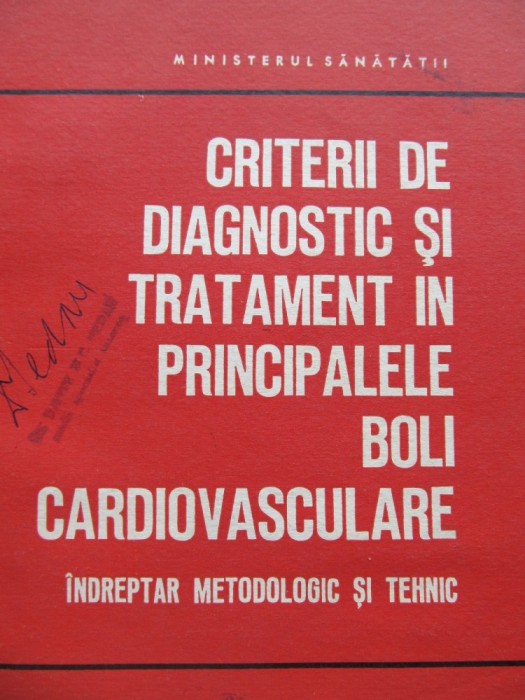 MINISTERUL SĂNĂTĂȚII
CRITERII DE
DIAGNOSTIC ȘI
TRATAMENT IN
PRINCIPALELE
BOLI
CARDIOVASCULARE
ÎNDREPTAR METODOLOGIC ȘI TEHNIC